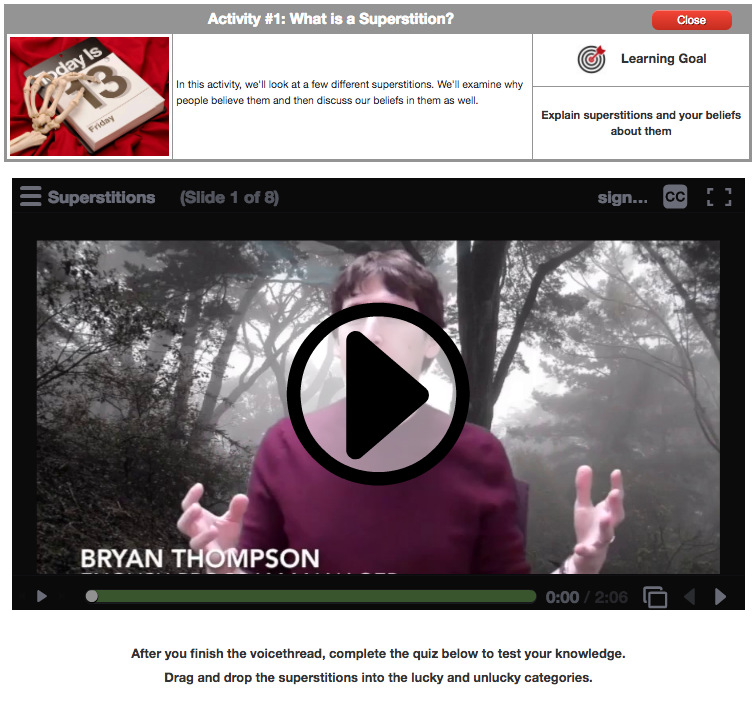 Activity #1: What is a Superstition?
Close
Today Is
13
Friday
In this activity, we'll look at a few different superstitions. We'll examine why
people believe them and then discuss our beliefs in them as well.
Learning Goal
Explain superstitions and your beliefs
about them
Superstitions (Slide 1 of 8)
sign... CC
BRYAN THOMPSON
0:00 / 2:06
After you finish the voicethread, complete the quiz below to test your knowledge.
Drag and drop the superstitions into the lucky and unlucky categories.